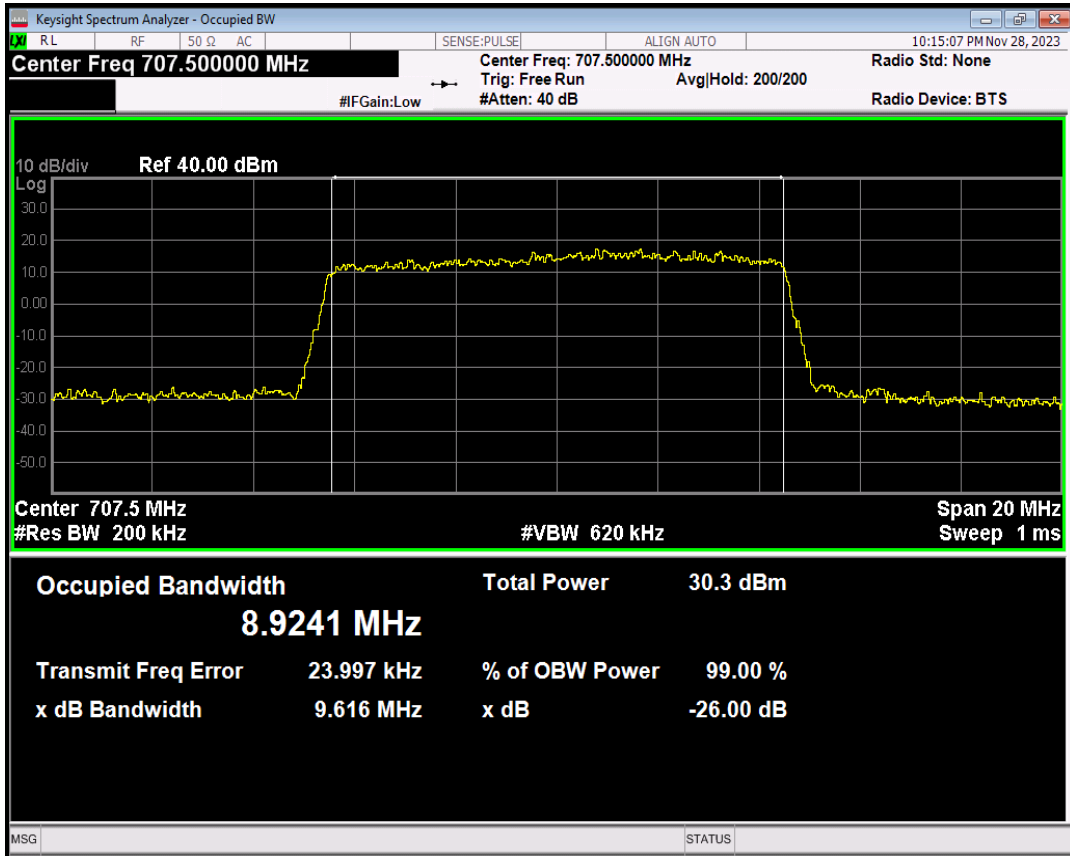 Keysight Spectrum Analyzer - Occupied BW
LXI RL RF 50 Ω AC SENSE:PULSE ALIGN AUTO 10:15:07 PM Nov 28, 2023
Center Freq 707.500000 MHz Center Freq: 707.500000 MHz Radio Std: None
Trig: Free Run Avg|Hold: 200/200
#IFGain:Low #Atten: 40 dB Radio Device: BTS
10 dB/div Ref 40.00 dBm
Log
30.0
20.0
10.0
0.00
-10.0
-20.0
-30.0
-40.0
-50.0
Center 707.5 MHz Span 20 MHz
#Res BW 200 kHz #VBW 620 kHz Sweep 1 ms
Occupied Bandwidth Total Power 30.3 dBm
8.9241 MHz
Transmit Freq Error 23.997 kHz % of OBW Power 99.00 %
x dB Bandwidth 9.616 MHz x dB -26.00 dB
MSG STATUS